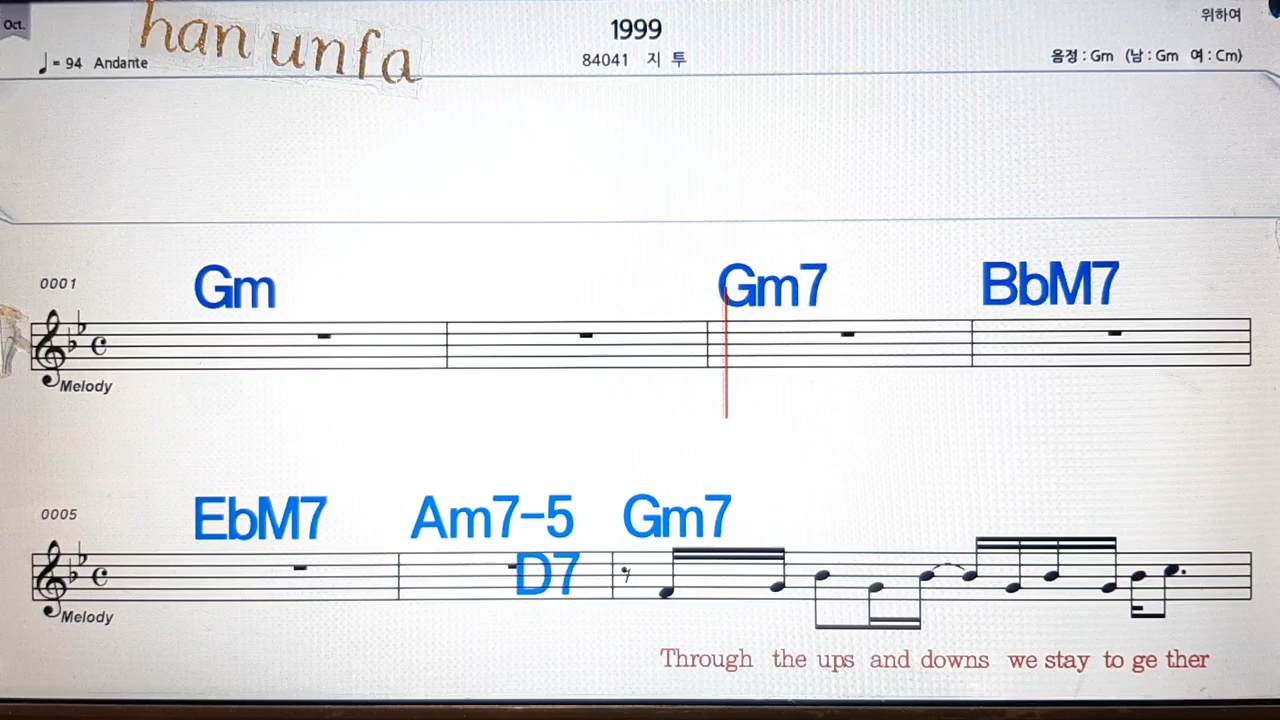 Oct.
han unfa
1999
위하여
♩= 94 Andante
84041 지 투
음정 : Gm (남 : Gm 여 : Cm)
0001
Gm
Gm7
BbM7
Melody
0005
EbM7
Am7-5
Gm7
D7
Melody
Through the ups and downs we stay to ge ther